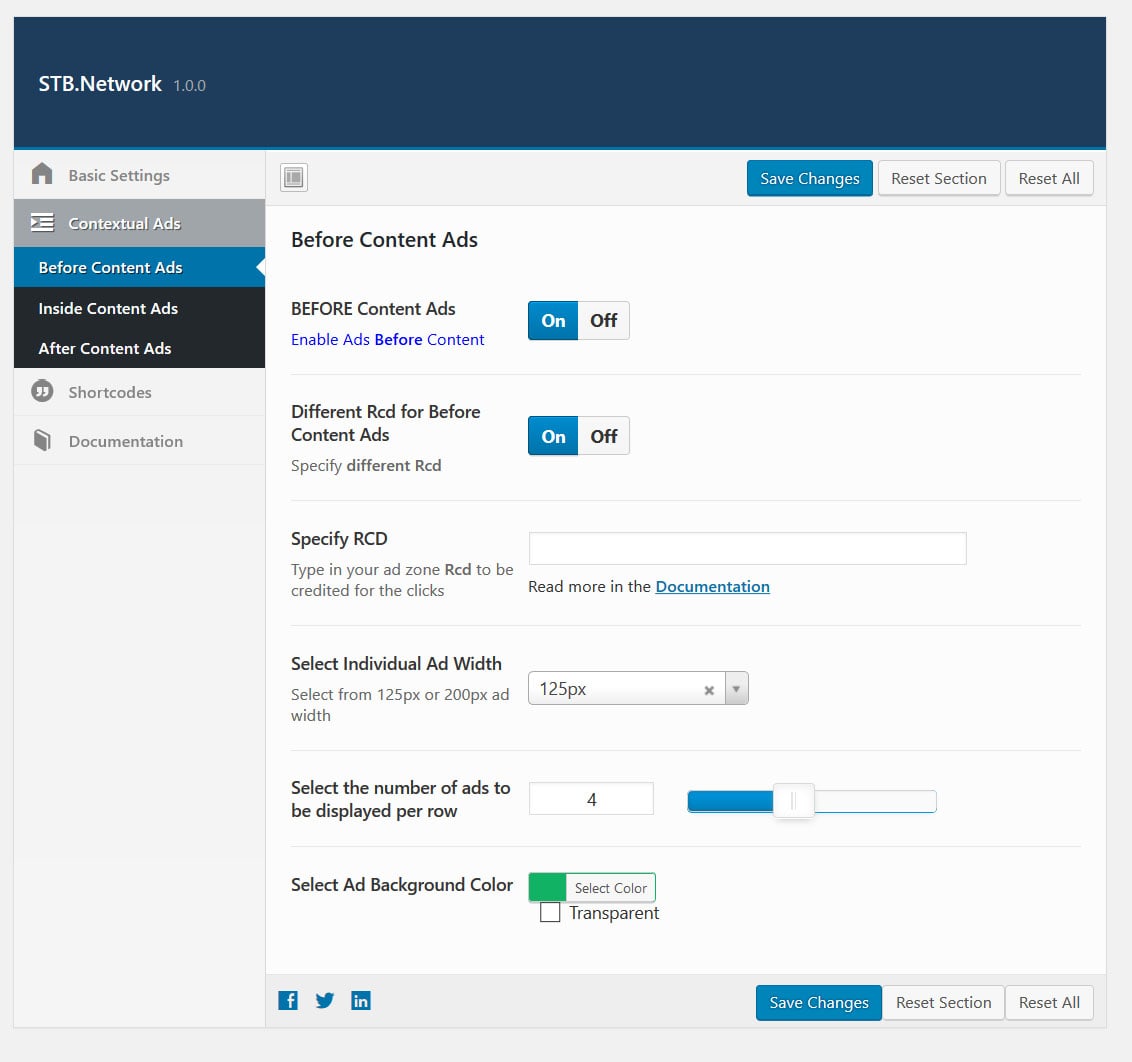 STB.Network 1.0.0
Basic Settings
Contextual Ads
Before Content Ads
Inside Content Ads
After Content Ads
Shortcodes
Documentation
Save Changes Reset Section Reset All
Before Content Ads
BEFORE Content Ads
Enable Ads Before Content
On Off
Different Rcd for Before
Content Ads
Specify different Rcd
On Off
Specify RCD
Type in your ad zone Rcd to be
credited for the clicks
Read more in the Documentation
Select Individual Ad Width
Select from 125px or 200px ad
width
125px
Select the number of ads to
be displayed per row
4
Select Ad Background Color
Select Color
Transparent
Save Changes Reset Section Reset All